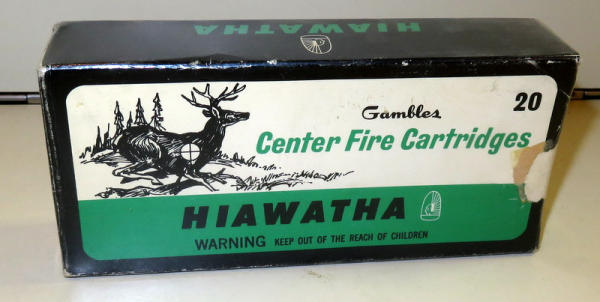 HIAWATHA
Gambles
20
Center Fire Cartridges
HIAWATHA
WARNING KEEP OUT OF THE REACH OF CHILDREN